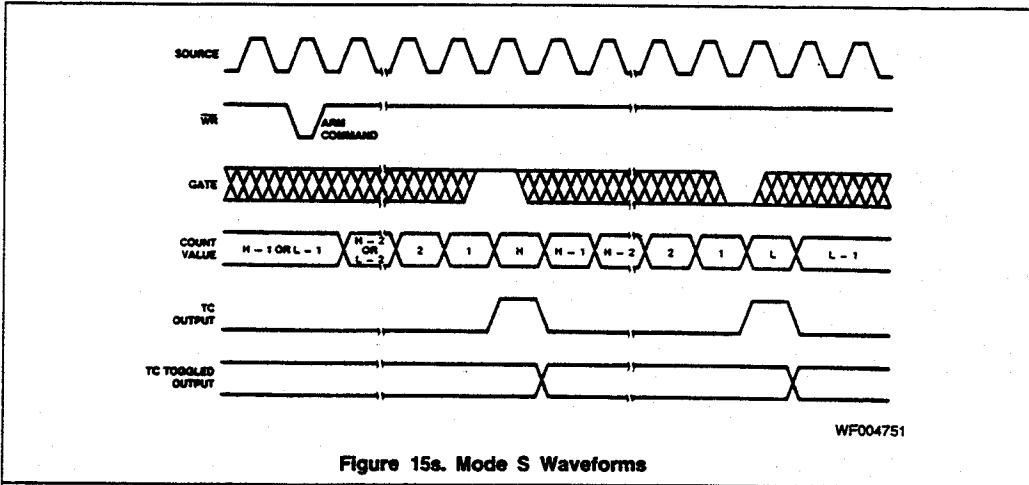 SOURCE
WR
ARM
COMMAND
GATE
COUNT
VALUE
H – 1 OR L – 1
H – 2
OR
L – 2
2
1
H
H – 1
H – 2
2
1
L
L – 1
TC
OUTPUT
TC TOGGLED
OUTPUT
WF004751
Figure 15s. Mode S Waveforms